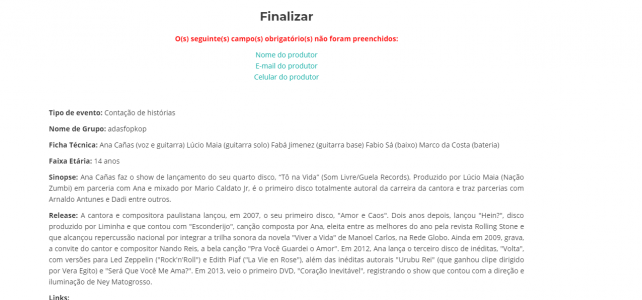 Finalizar
O(s) seguinte(s) campo(s) obrigatório(s) não foram preenchidos:
Nome do produtor
E-mail do produtor
Celular do produtor
Tipo de evento: Contação de histórias
Nome de Grupo: adasfopkop
Ficha Técnica: Ana Cañas (voz e guitarra) Lúcio Maia (guitarra solo) Fabá Jimenez (guitarra base) Fabio Sá (baixo) Marco da Costa (bateria)
Faixa Etária: 14 anos
Sinopse: Ana Cañas faz o show de lançamento do seu quarto disco, "Tô na Vida" (Som Livre/Guela Records). Produzido por Lúcio Maia (Nação
Zumbi) em parceria com Ana e mixado por Mario Caldato Jr, é o primeiro disco totalmente autoral da carreira da cantora e traz parcerias com
Arnaldo Antunes e Dadi entre outros.
Release: A cantora e compositora paulistana lançou, em 2007, o seu primeiro disco, "Amor e Caos". Dois anos depois, lançou "Hein?", disco
produzido por Liminha e que contou com "Esconderijo", canção composta por Ana, eleita entre as melhores do ano pela revista Rolling Stone e
que alcançou repercussão nacional por integrar a trilha sonora da novela "Viver a Vida" de Manoel Carlos, na Rede Globo. Ainda em 2009, grava,
a convite do cantor e compositor Nando Reis, a bela canção "Pra Você Guardei o Amor". Em 2012, Ana lança o terceiro disco de inéditas, "Volta",
com versões para Led Zeppelin ("Rock'n'Roll") e Edith Piaf ("La Vie en Rose"), além das inéditas autorais "Urubu Rei" (que ganhou clipe dirigido
por Vera Egito) e "Será Que Você Me Ama?". Em 2013, veio o primeiro DVD, "Coração Inevitável", registrando o show que contou com a direção e
iluminação de Ney Matogrosso.
Links: